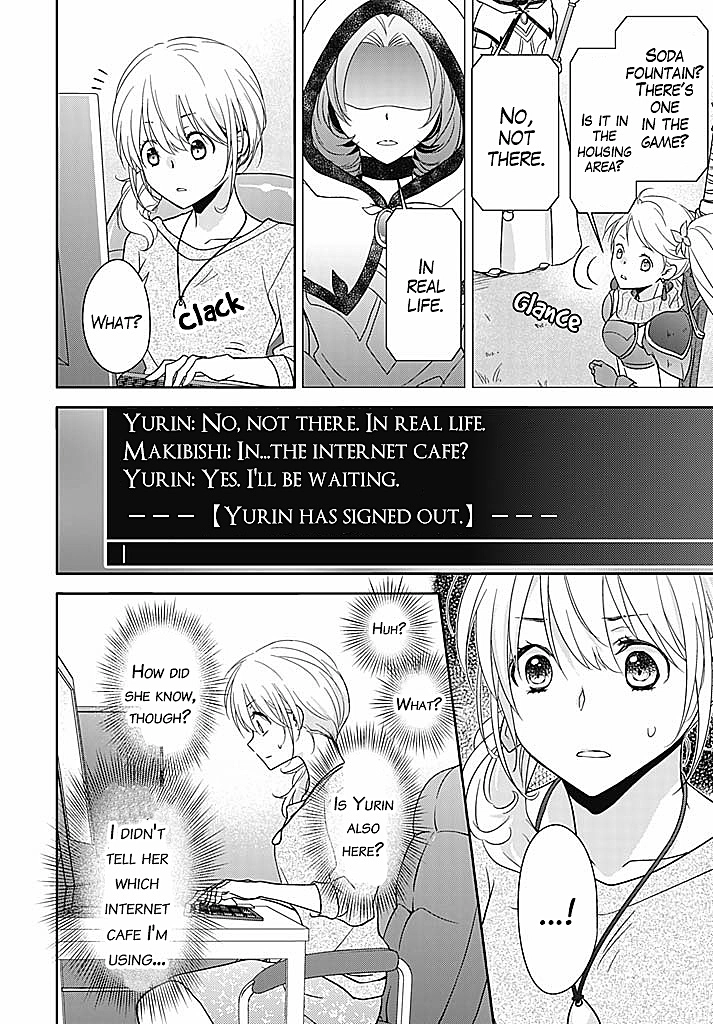 SODA
FOUNTAIN?
THERE'S
ONE
IN THE
GAME?
IS IT IN
THE
HOUSING
AREA?
Glance
NO,
NOT
THERE.
IN
REAL
LIFE.
WHAT?
clack
YURIN: NO, NOT THERE. IN REAL LIFE.
MAKIBISHI: IN...THE INTERNET CAFE?
YURIN: YES. I'LL BE WAITING.
– – – 【YURIN HAS SIGNED OUT.】 – – –
...!
HUH?
WHAT?
IS YURIN
ALSO
HERE?
HOW DID
SHE KNOW,
THOUGH?
I DIDN'T
TELL HER
WHICH
INTERNET
CAFE I'M
USING...